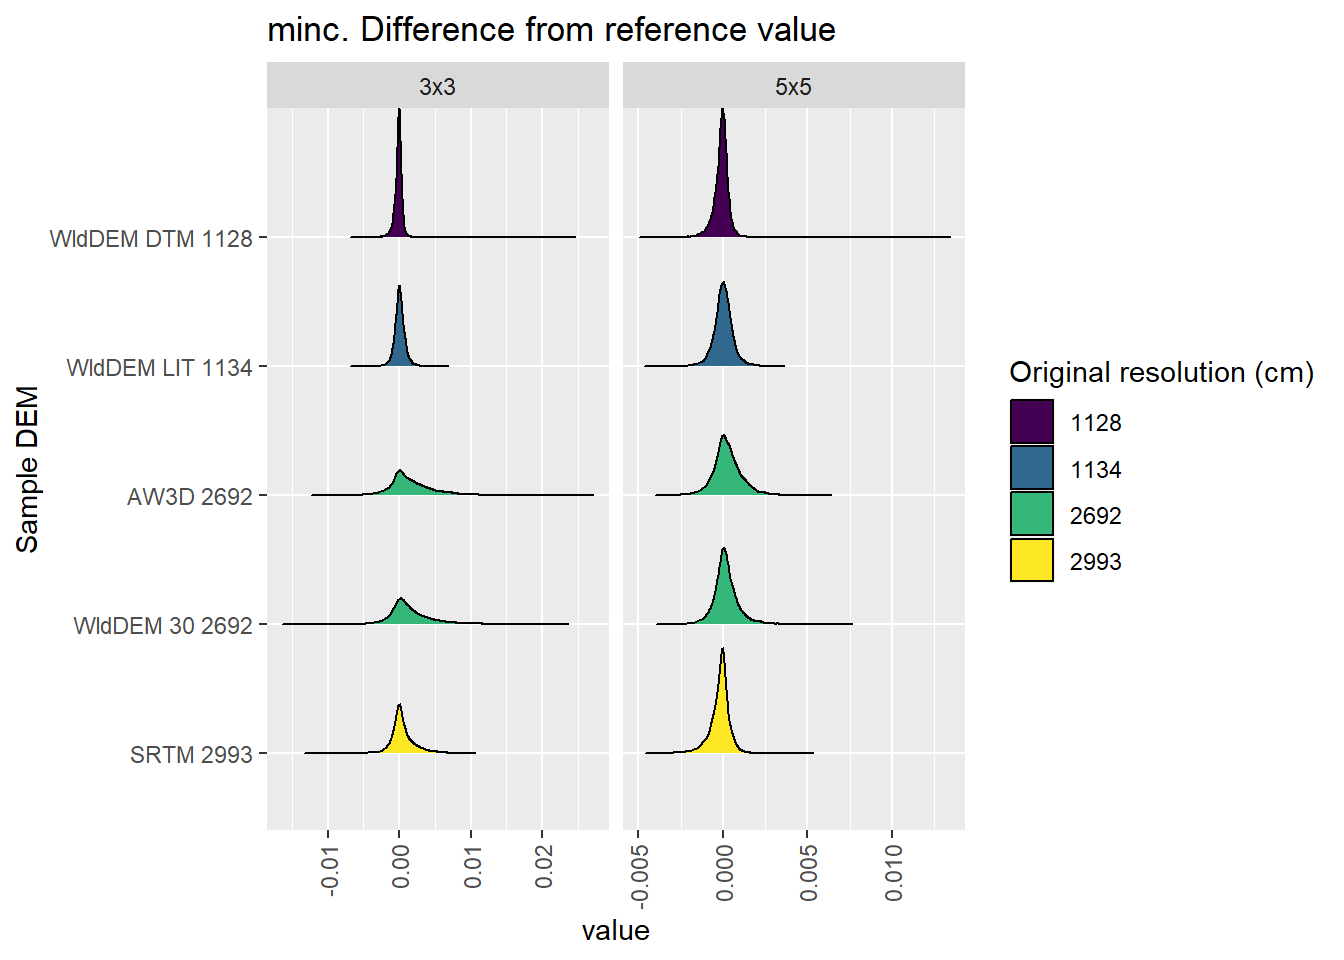 minc. Difference from reference value
3x3
5x5
WldDEM DTM 1128
WldDEM LIT 1134
AW3D 2692
WldDEM 30 2692
SRTM 2993
Sample DEM
-0.01
0.00
0.01
0.02
-0.005
0.000
0.005
0.010
value
Original resolution (cm)
1128
1134
2692
2993